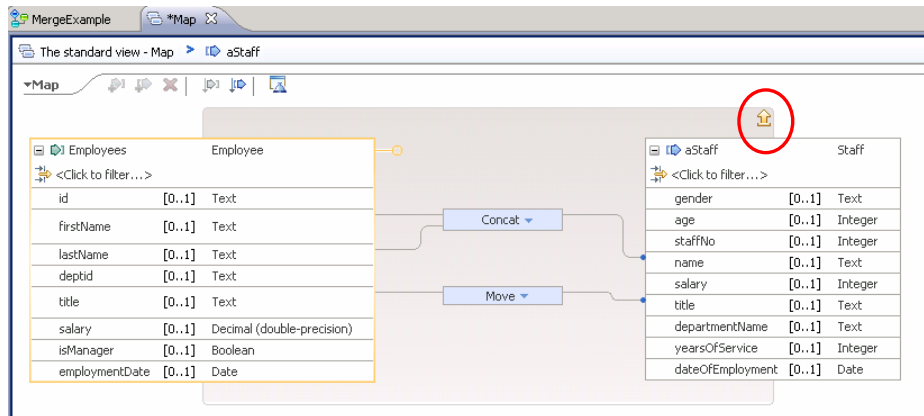 MergeExample *Map
The standard view - Map > aStaff
Map
Employees Employee
<Click to filter...>
id [0..1] Text
firstName [0..1] Text
lastName [0..1] Text
deptid [0..1] Text
title [0..1] Text
salary [0..1] Decimal (double-precision)
isManager [0..1] Boolean
employmentDate [0..1] Date
Concat
Move
aStaff Staff
<Click to filter...>
gender [0..1] Text
age [0..1] Integer
staffNo [0..1] Integer
name [0..1] Text
salary [0..1] Integer
title [0..1] Text
departmentName [0..1] Text
yearsOfService [0..1] Integer
dateOfEmployment [0..1] Date